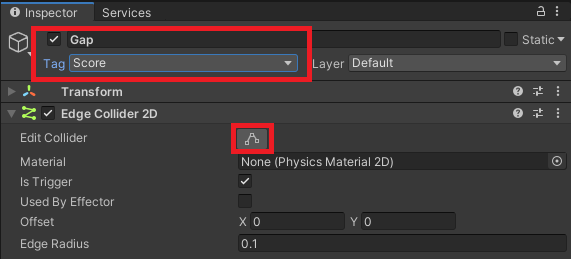 Inspector
Services
Gap
Static
Tag
Score
Layer
Default
Transform
Edge Collider 2D
Edit Collider
Material
None (Physics Material 2D)
Is Trigger
Used By Effector
Offset
X 0
Y 0
Edge Radius
0.1